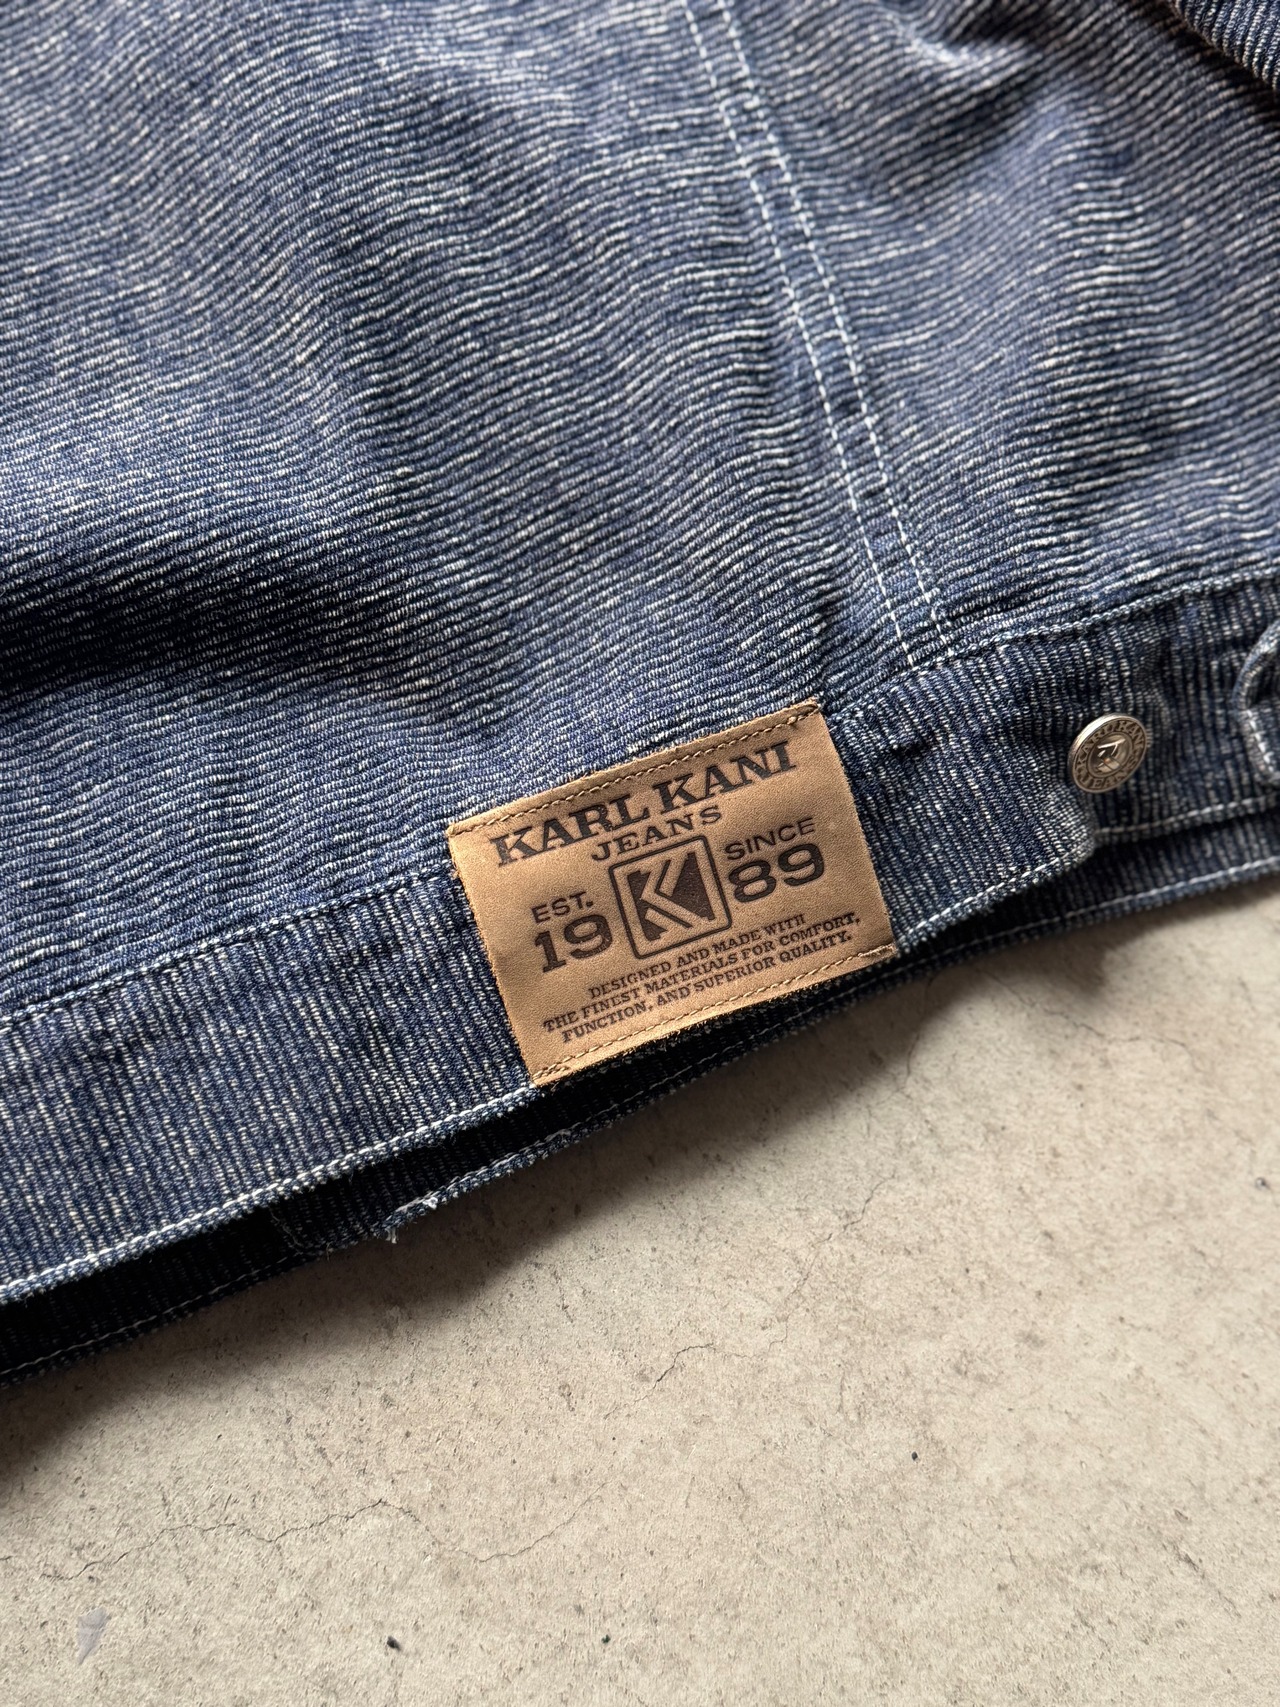 KARL KANI
JEANS
EST. SINCE
19 K 89
DESIGNED AND MADE WITH
THE FINEST MATERIALS FOR COMFORT,
FUNCTION, AND SUPERIOR QUALITY.